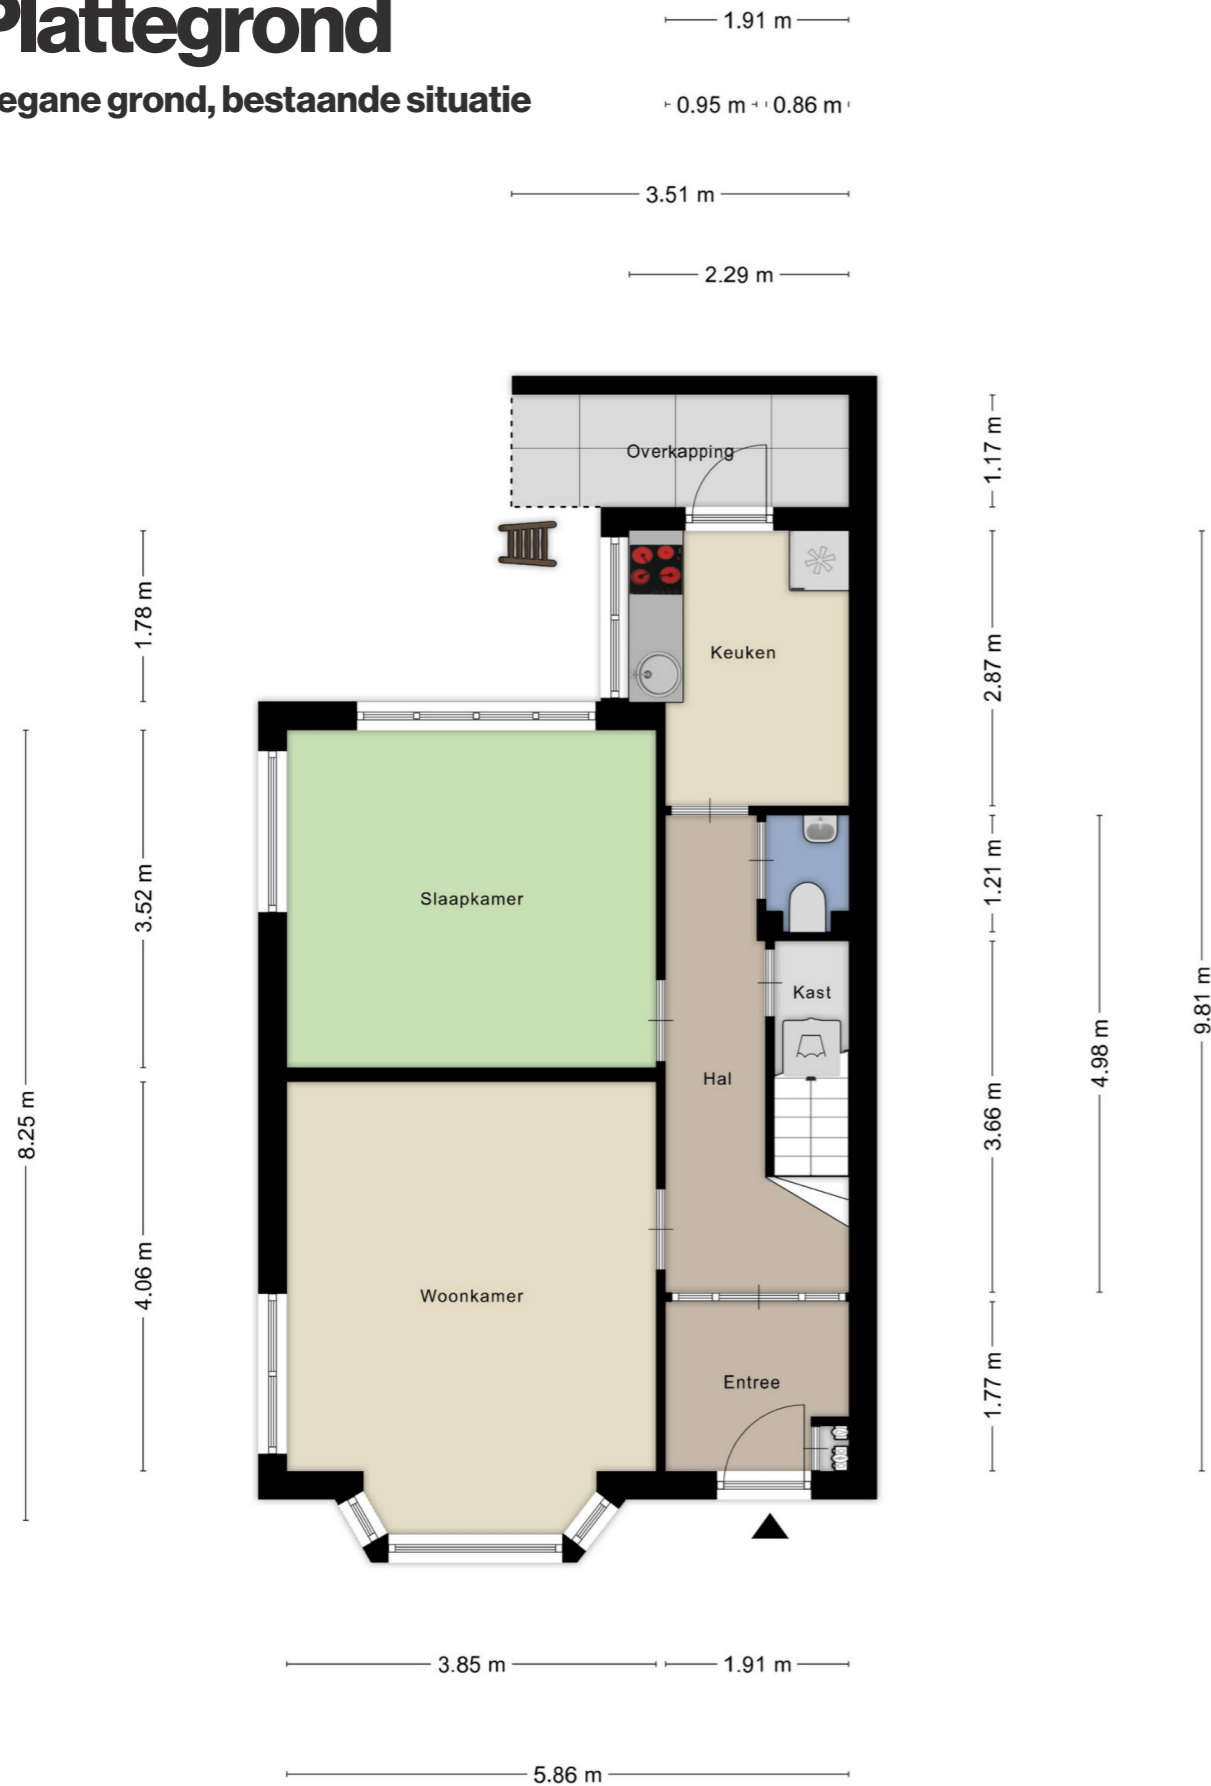 Plattegrond
egane grond, bestaande situatie
1.91 m
0.95 m
0.86 m
3.51 m
2.29 m
Overkapping
1.17 m
1.78 m
Keuken
2.87 m
Slaapkamer
3.52 m
1.21 m
Kast
Hal
8.25 m
4.98 m
9.81 m
3.66 m
4.06 m
Woonkamer
Entree
1.77 m
3.85 m
1.91 m
5.86 m